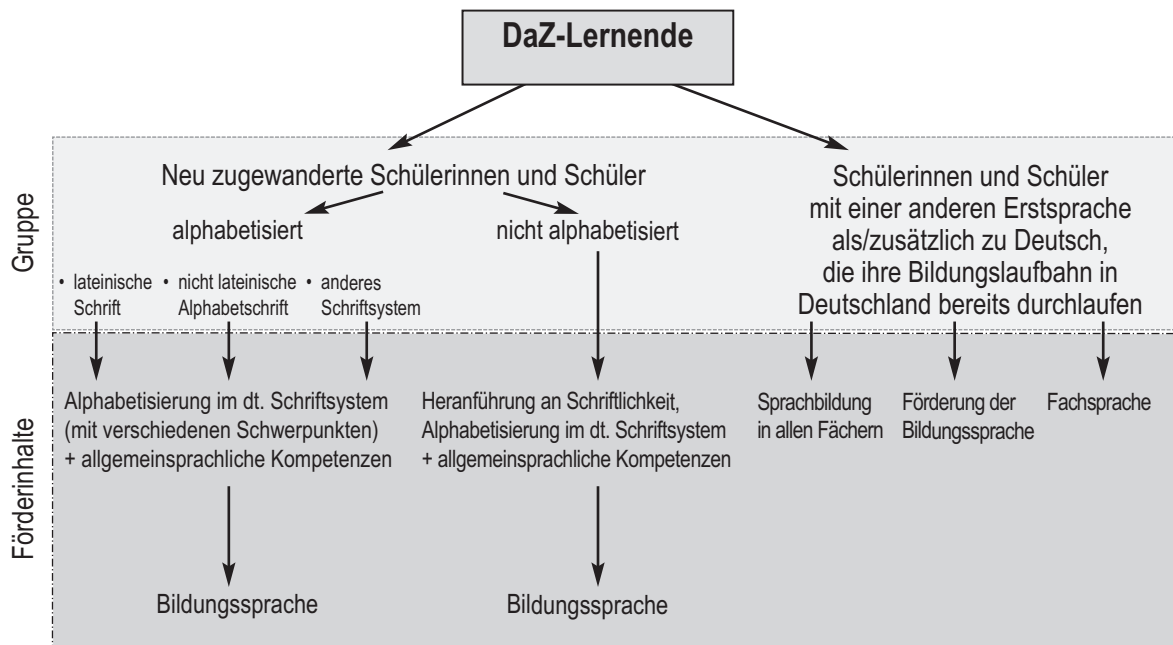 DaZ-Lernende
Gruppe
Neu zugewanderte Schülerinnen und Schüler
alphabetisiert
nicht alphabetisiert
• lateinische
Schrift
• nicht lateinische
Alphabetschrift
• anderes
Schriftsystem
Schülerinnen und Schüler
mit einer anderen Erstsprache
als/zusätzlich zu Deutsch,
die ihre Bildungslaufbahn in
Deutschland bereits durchlaufen
Förderinhalte
Alphabetisierung im dt. Schriftsystem
(mit verschiedenen Schwerpunkten)
+ allgemeinsprachliche Kompetenzen
Heranführung an Schriftlichkeit,
Alphabetisierung im dt. Schriftsystem
+ allgemeinsprachliche Kompetenzen
Sprachbildung
in allen Fächern
Förderung der
Bildungssprache
Fachsprache
Bildungssprache
Bildungssprache